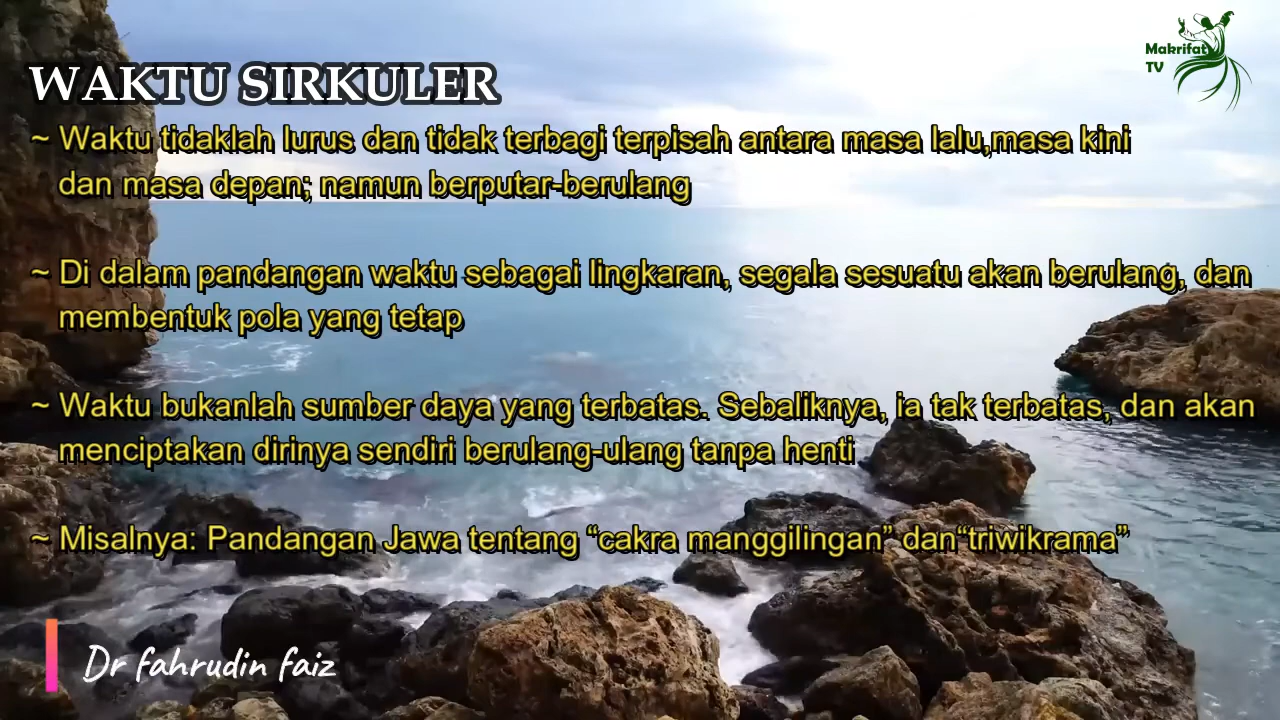 Makrifat
TV
WAKTU SIRKULER
~ Waktu tidaklah lurus dan tidak terbagi terpisah antara masa lalu,masa kini
dan masa depan; namun berputar-berulang
~ Di dalam pandangan waktu sebagai lingkaran, segala sesuatu akan berulang, dan
membentuk pola yang tetap
~ Waktu bukanlah sumber daya yang terbatas. Sebaliknya, ia tak terbatas, dan akan
menciptakan dirinya sendiri berulang-ulang tanpa henti
~ Misalnya: Pandangan Jawa tentang “cakra manggilingan” dan“triwikrama”
Dr fahrudin faiz